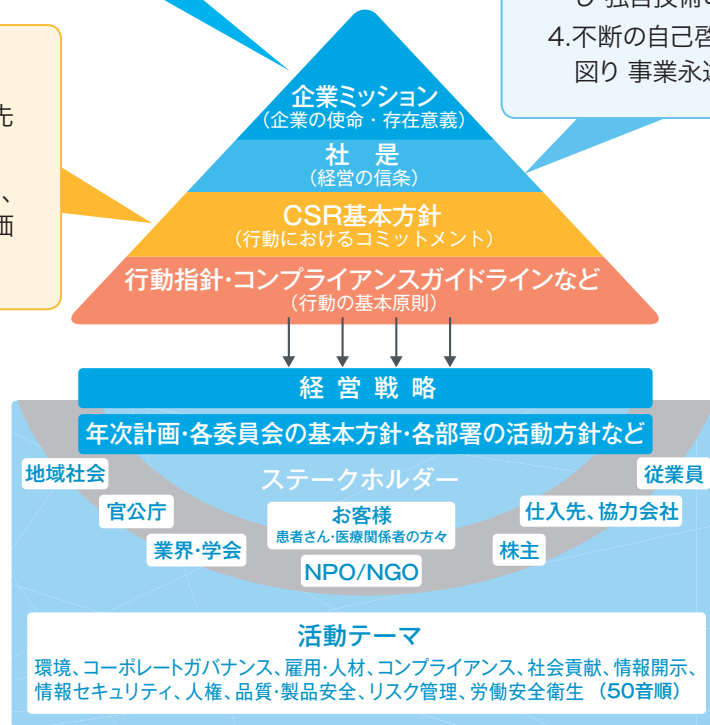 独自技術の
4.不断の自己啓
図り 事業永
先
、
価
企業ミッション
（企業の使命・存在意義）
社 是
（経営の信条）
CSR基本方針
（行動におけるコミットメント）
行動指針・コンプライアンスガイドラインなど
（行動の基本原則）
経 営 戦 略
年次計画・各委員会の基本方針・各部署の活動方針など
ステークホルダー
地域社会
官公庁
業界・学会
お客様
患者さん・医療関係者の方々
NPO/NGO
株主
仕入先、協力会社
従業員
活動テーマ
環境、コーポレートガバナンス、雇用・人材、コンプライアンス、社会貢献、情報開示、
情報セキュリティ、人権、品質・製品安全、リスク管理、労働安全衛生 （50音順）